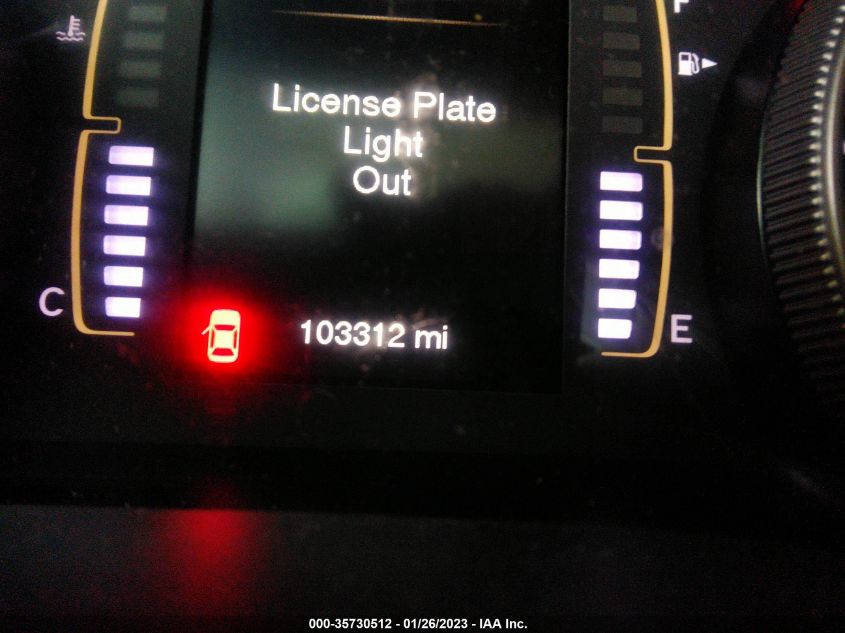 F
License Plate
Light
Out
C
103312 mi
E
000-35730512 - 01/26/2023 - IAA Inc.